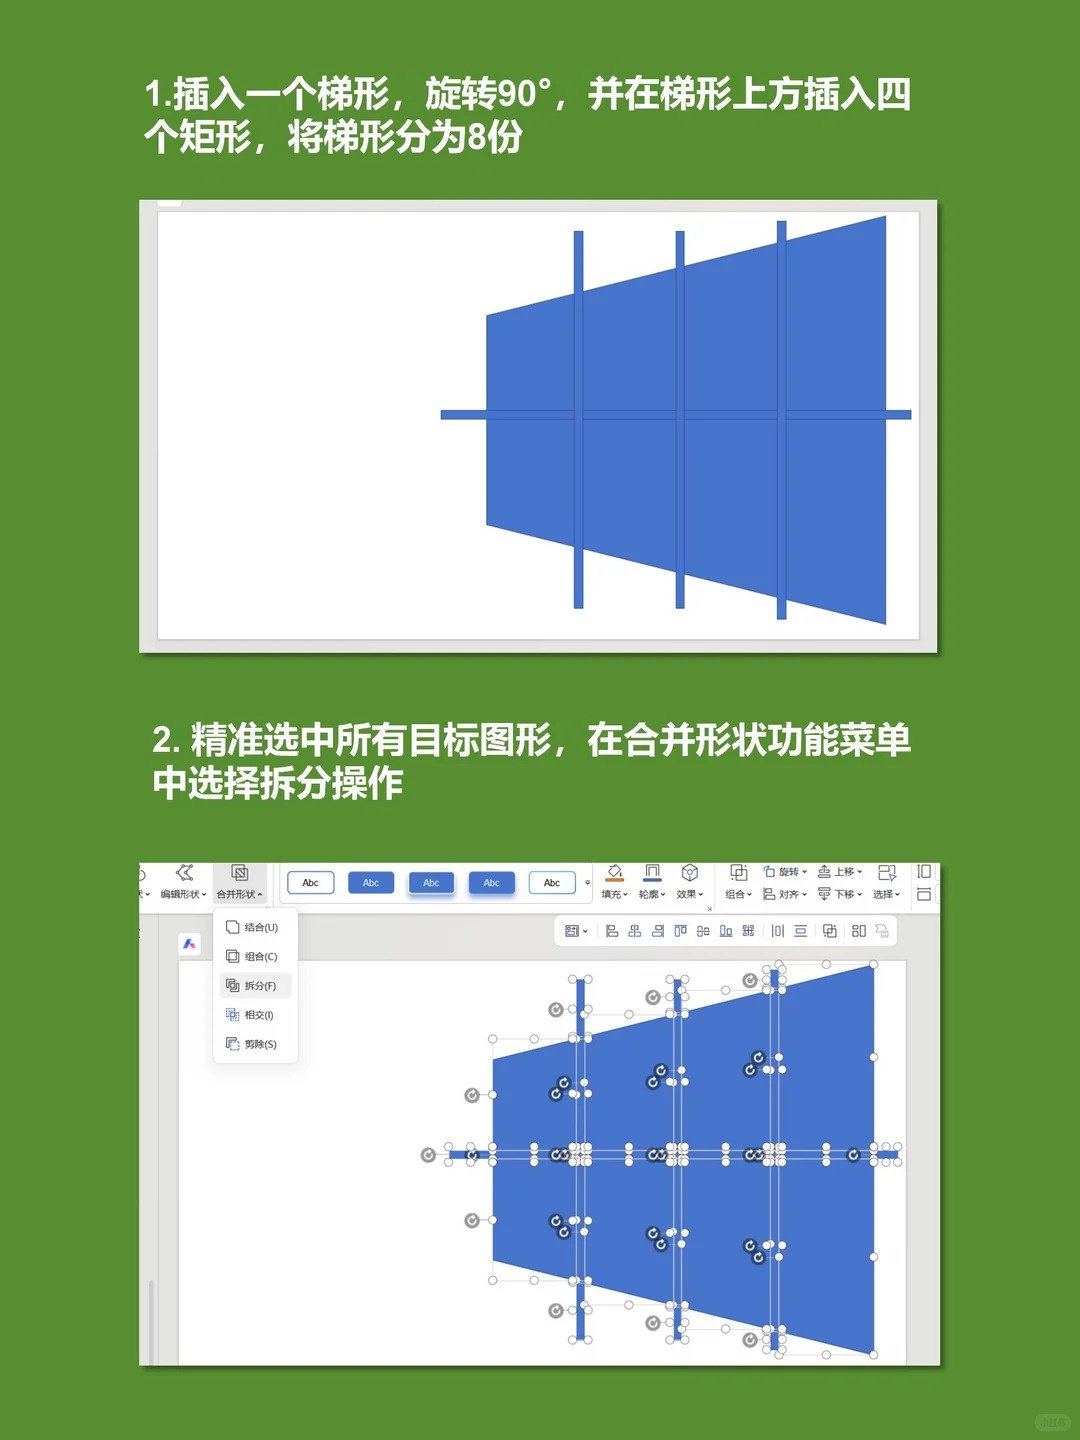 1.插入一个梯形，旋转90°，并在梯形上方插入四
个矩形，将梯形分为8份
2. 精准选中所有目标图形，在合并形状功能菜单
中选择拆分操作
编辑形状 合并形状 Abc Abc Abc Abc Abc 填充 轮廓 效果 组合 旋转 对齐 上移 下移 选择
结合(U)
组合(C)
拆分(F)
相交(I)
剪除(S)
小红书